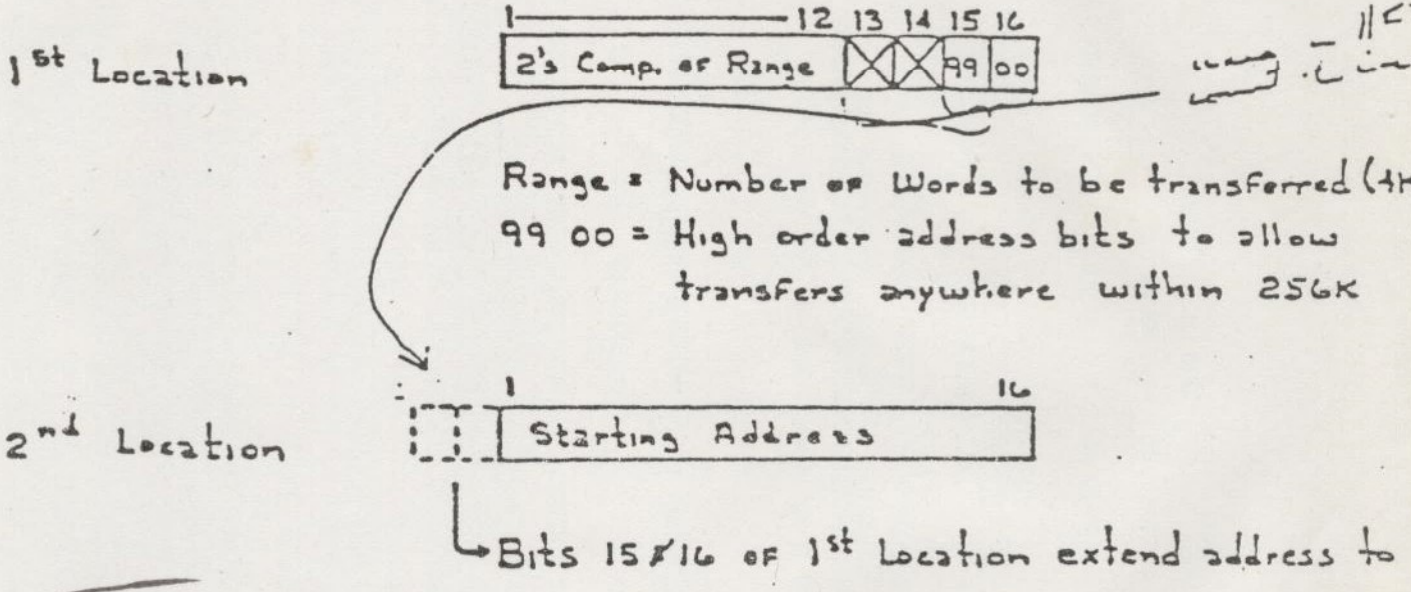 1 12 13 14 15 16
1st Location 2's Comp. of Range 99 00
Range = Number of Words to be transferred (4K
99 00 = High order address bits to allow
transfers anywhere within 256K
1 16
2nd Location Starting Address
Bits 15 & 16 of 1st Location extend address to